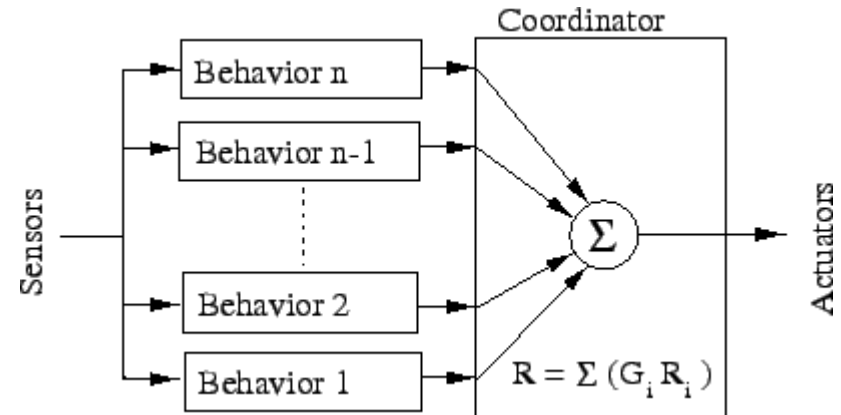 Coordinator
Sensors
Behavior n
Behavior n-1
Behavior 2
Behavior 1
Σ
R = Σ (G_i R_i)
Actuators